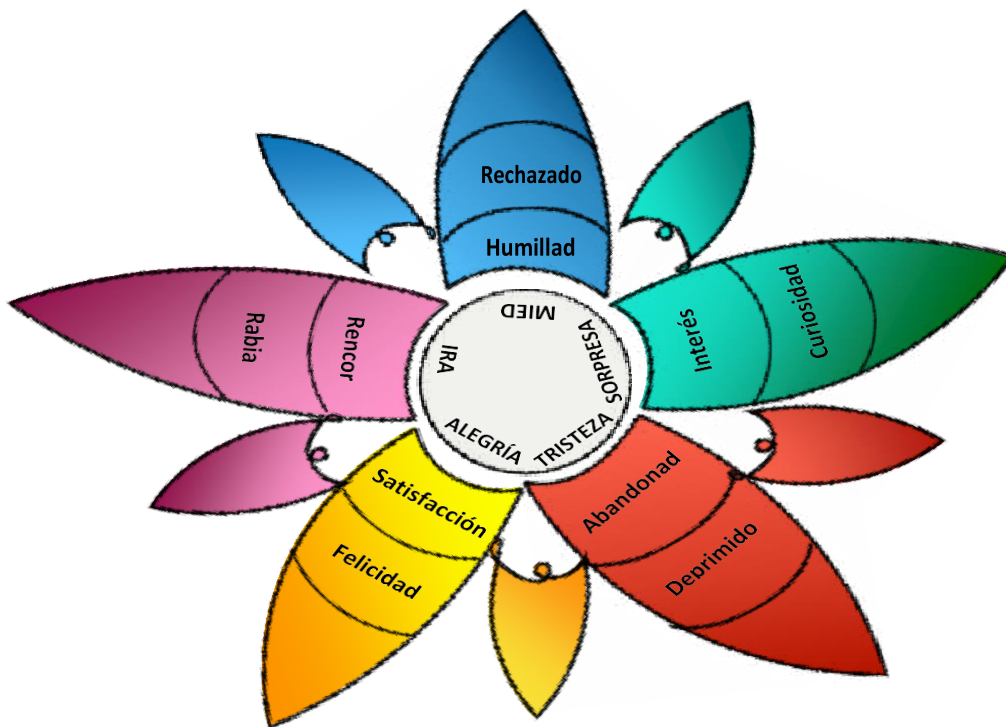 Rechazado
Humillad
MIED
SORPRESA
Interés
Curiosidad
IRA
Rencor
Rabia
ALEGRÍA
TRISTEZA
Satisfacción
Felicidad
Abandonad
Deprimido